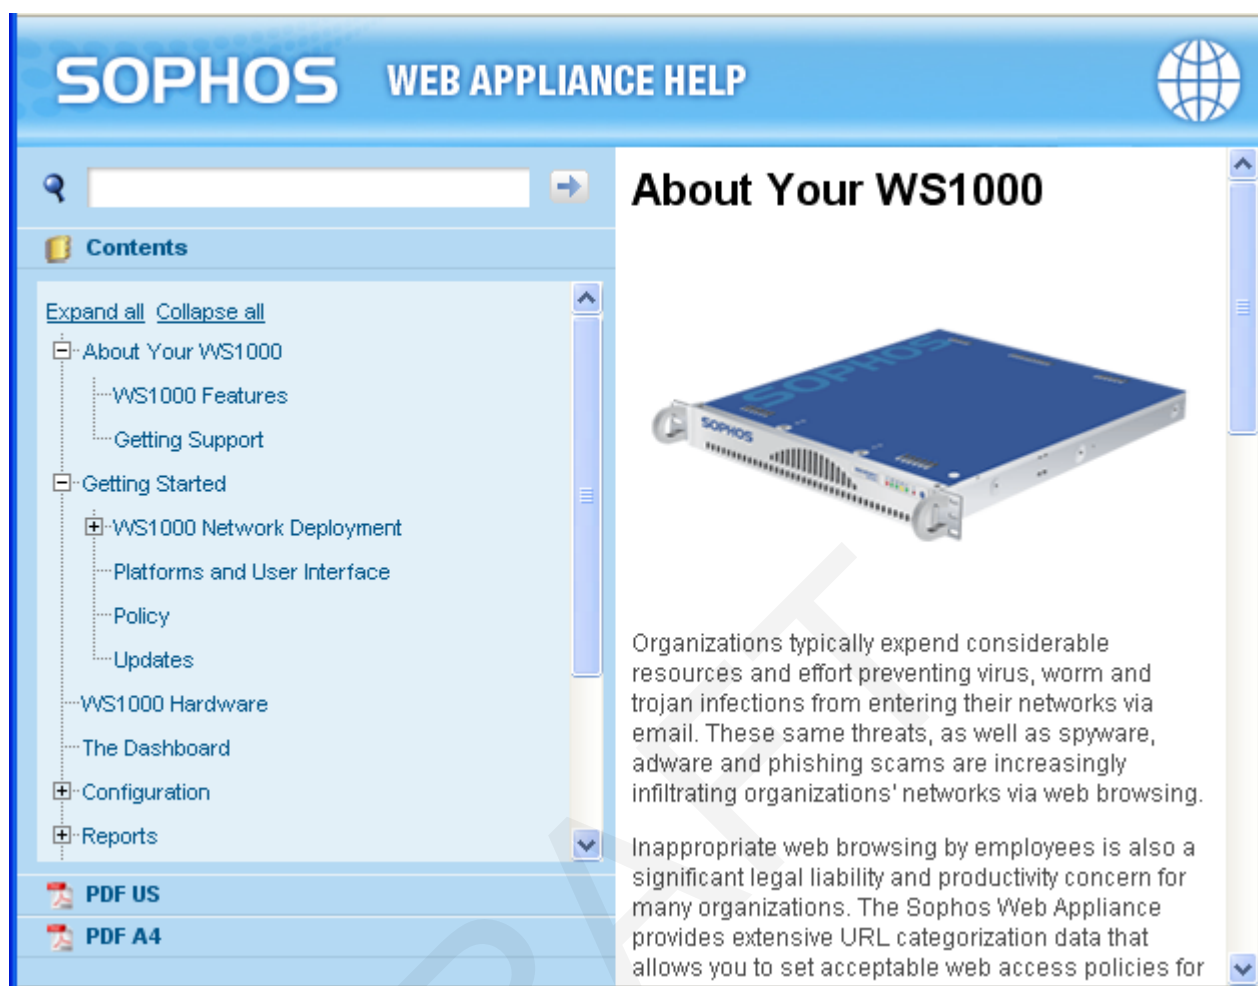 SOPHOS WEB APPLIANCE HELP
Contents
Expand all Collapse all
About Your WS1000
WS1000 Features
Getting Support
Getting Started
WS1000 Network Deployment
Platforms and User Interface
Policy
Updates
WS1000 Hardware
The Dashboard
Configuration
Reports
PDF US
PDF A4
About Your WS1000
SOPHOS
SOPHOS
Organizations typically expend considerable
resources and effort preventing virus, worm and
trojan infections from entering their networks via
email. These same threats, as well as spyware,
adware and phishing scams are increasingly
infiltrating organizations' networks via web browsing.
Inappropriate web browsing by employees is also a
significant legal liability and productivity concern for
many organizations. The Sophos Web Appliance
provides extensive URL categorization data that
allows you to set acceptable web access policies for